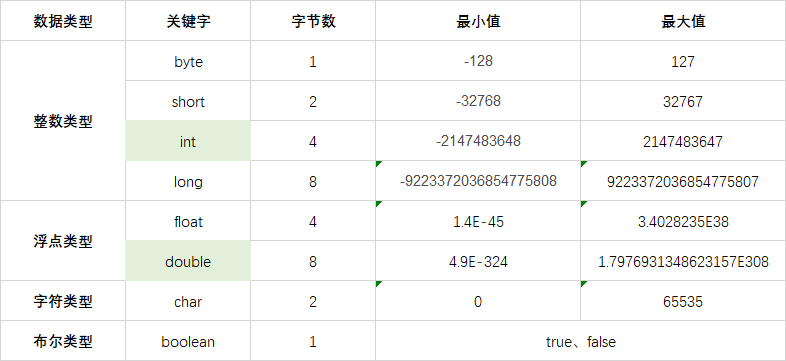 数据类型 关键字 字节数 最小值 最大值
整数类型 byte 1 -128 127
short 2 -32768 32767
int 4 -2147483648 2147483647
long 8 -9223372036854775808 9223372036854775807
浮点类型 float 4 1.4E-45 3.4028235E38
double 8 4.9E-324 1.7976931348623157E308
字符类型 char 2 0 65535
布尔类型 boolean 1 true、false